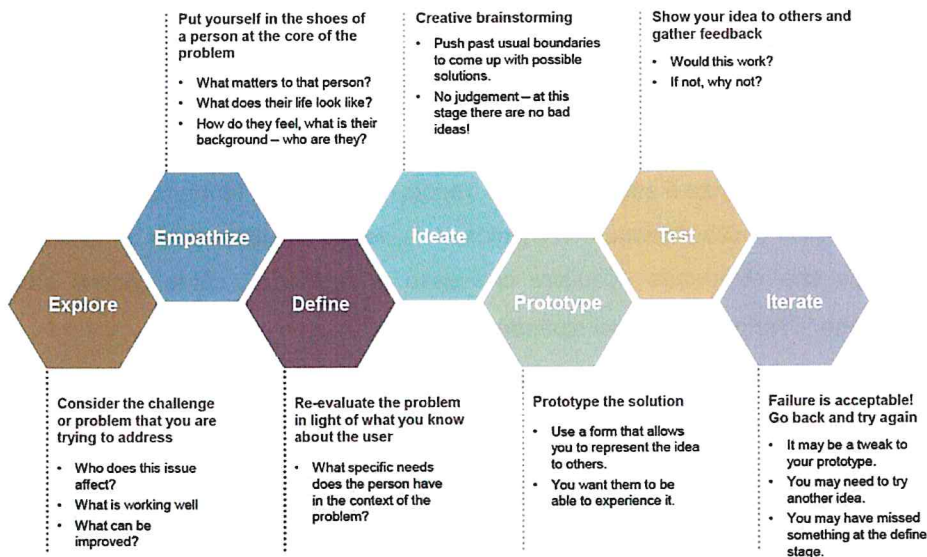 Put yourself in the shoes of
a person at the core of the
problem
• What matters to that person?
• What does their life look like?
• How do they feel, what is their
background – who are they?
Creative brainstorming
• Push past usual boundaries
to come up with possible
solutions.
• No judgement – at this
stage there are no bad
ideas!
Show your idea to others and
gather feedback
• Would this work?
• If not, why not?
Explore
Empathize
Define
Ideate
Prototype
Test
Iterate
Consider the challenge
or problem that you are
trying to address
• Who does this issue
affect?
• What is working well
• What can be
improved?
Re-evaluate the problem
in light of what you know
about the user
• What specific needs
does the person have
in the context of the
problem?
Prototype the solution
• Use a form that allows
you to represent the idea
to others.
• You want them to be
able to experience it.
Failure is acceptable!
Go back and try again
• It may be a tweak to
your prototype.
• You may need to try
another idea.
• You may have missed
something at the define
stage.